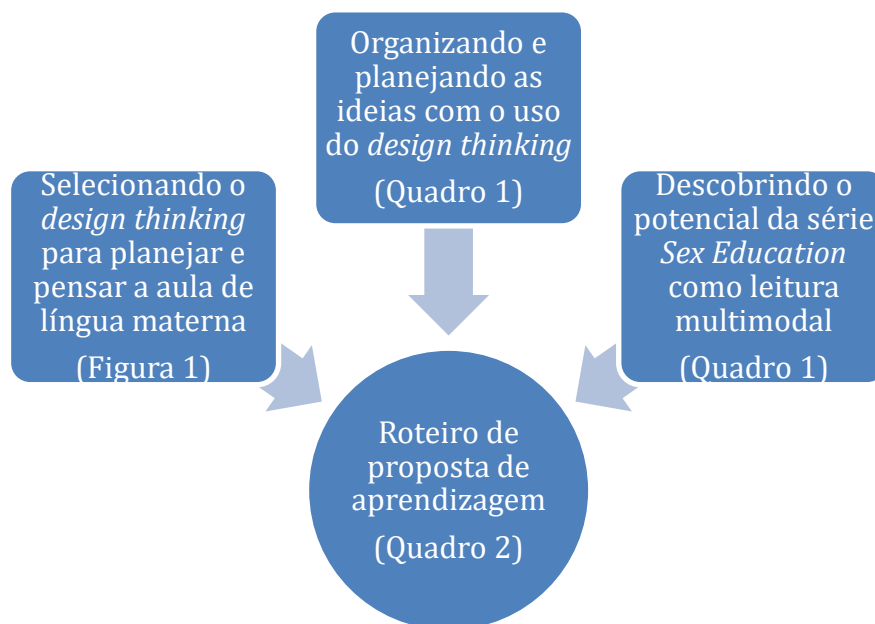 Organizando e
planejando as
ideias com o uso
do design thinking
(Quadro 1)
Selecionando o
design thinking
para planejar e
pensar a aula de
língua materna
(Figura 1)
Descobrindo o
potencial da série
Sex Education
como leitura
multimodal
(Quadro 1)
Roteiro de
proposta de
aprendizagem
(Quadro 2)